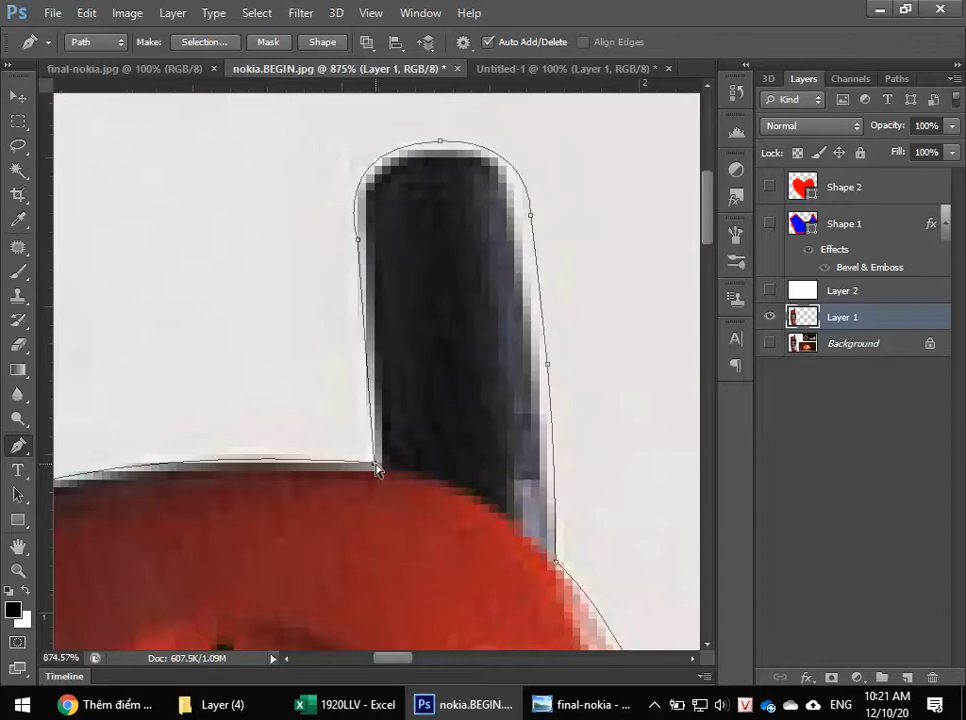 Ps File Edit Image Layer Type Select Filter 3D View Window Help
Path Make: Selection... Mask Shape Auto Add/Delete Align Edges
final-nokia.jpg @ 100% (RGB/8) nokia.BEGIN.jpg @ 875% (Layer 1, RGB/8) * Untitled-1 @ 100% (Layer 1, RGB/8) *
3D Layers Channels Paths
Kind
Normal Opacity: 100%
Lock: Fill: 100%
Shape 2
Shape 1 fx
Effects
Bevel & Emboss
Layer 2
Layer 1
Background
2
1
874.57% Doc: 607.5K/1.09M
Timeline
Thêm điểm ... Layer (4) 1920LLV - Excel nokia.BEGIN.... final-nokia - ... ENG
10:21 AM
12/10/20